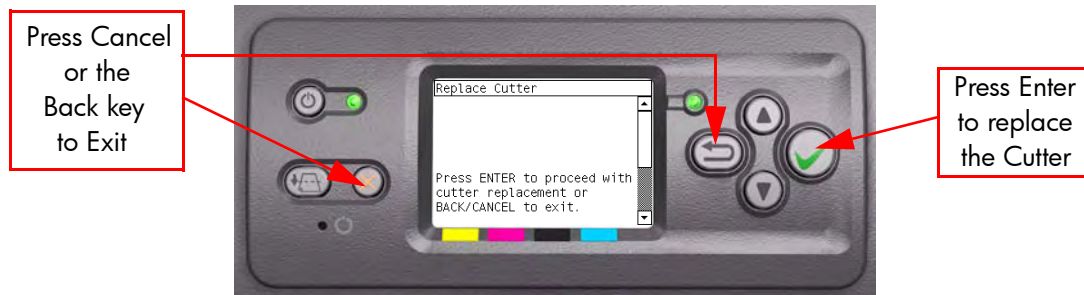 Press Cancel
or the
Back key
to Exit
Replace Cutter
Press ENTER to proceed with
cutter replacement or
BACK/CANCEL to exit.
Press Enter
to replace
the Cutter